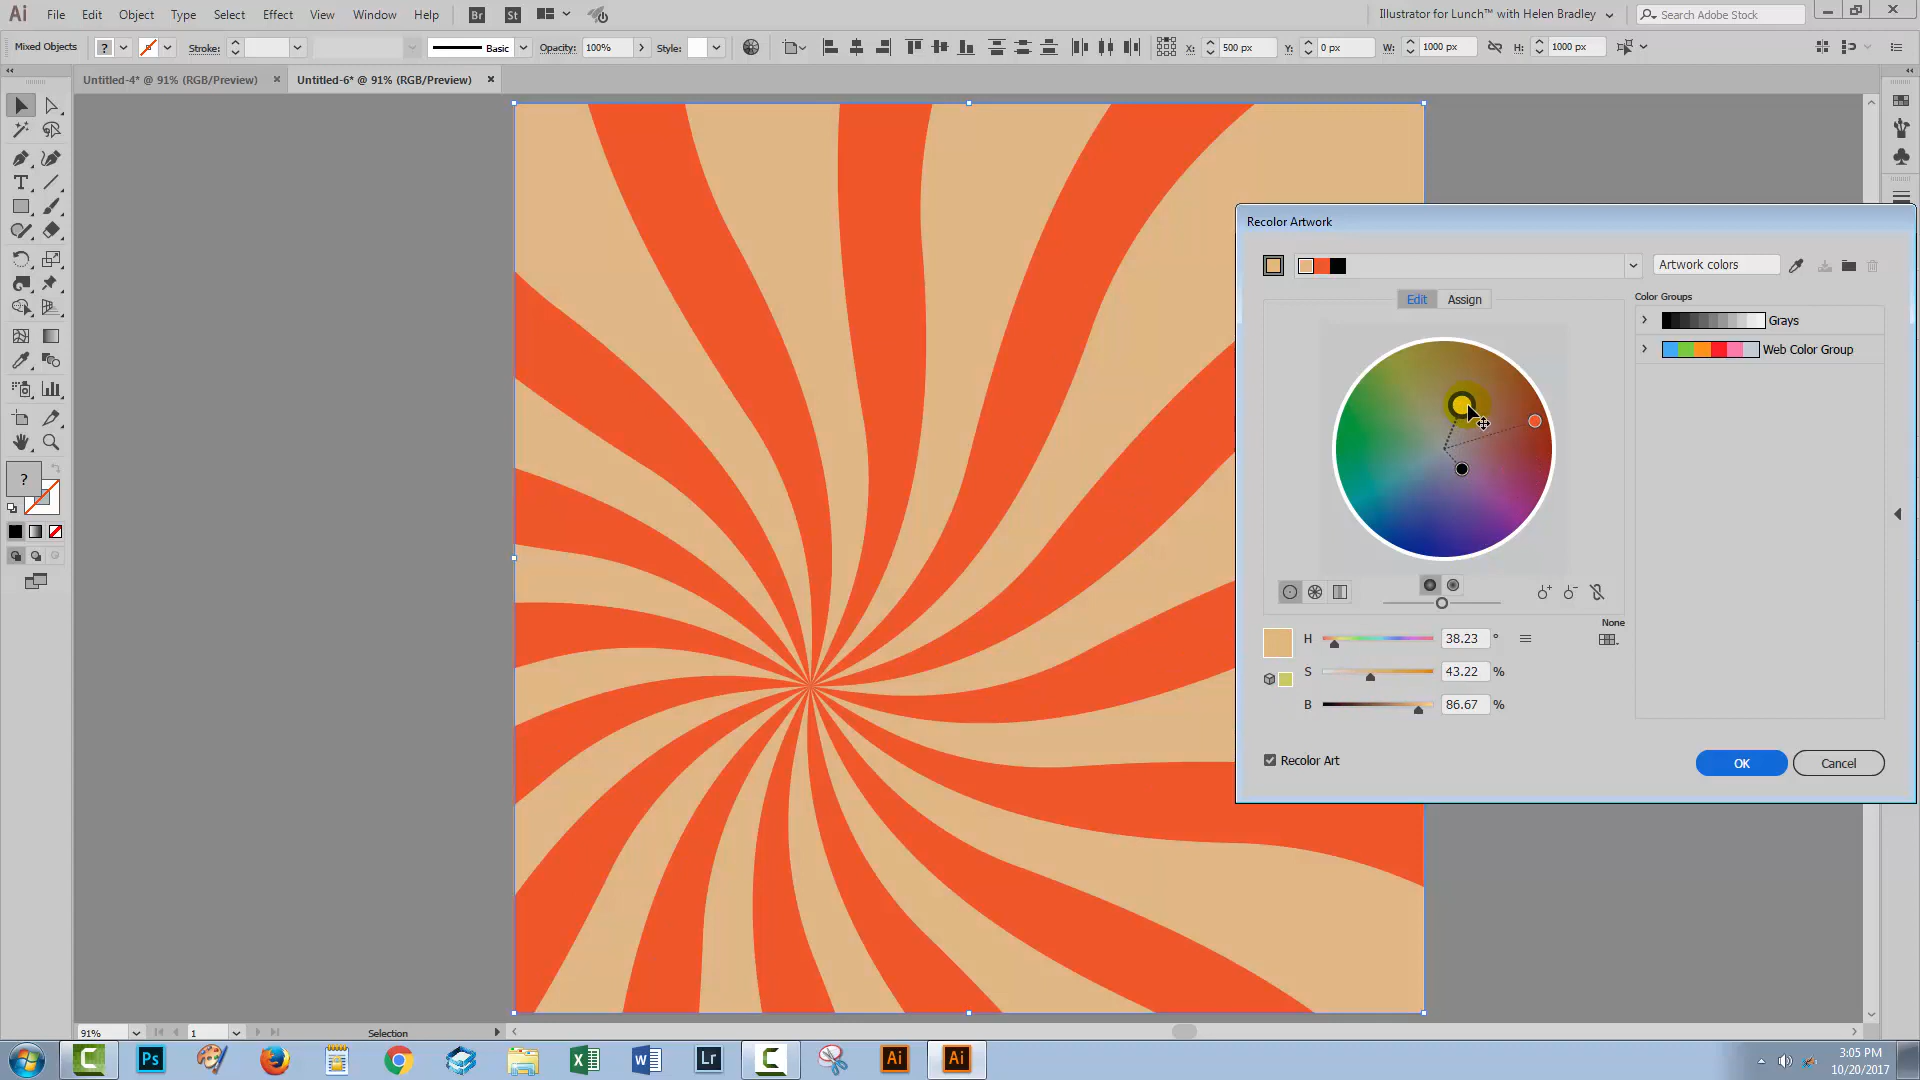 Ai File Edit Object Type Select Effect View Window Help Br St Illustrator for Lunch™ with Helen Bradley Search Adobe Stock
Mixed Objects ? Stroke: Basic Opacity: 100% Style: X: 500 px Y: 0 px W: 1000 px H: 1000 px
Untitled-4* @ 91% (RGB/Preview) Untitled-6* @ 91% (RGB/Preview)
Recolor Artwork
Artwork colors
Edit Assign
Color Groups
Grays
Web Color Group
?
None
H 38.23 °
S 43.22 %
B 86.67 %
Recolor Art
OK Cancel
91% 1 Selection
Ps Lr Ai Ai
3:05 PM
10/20/2017